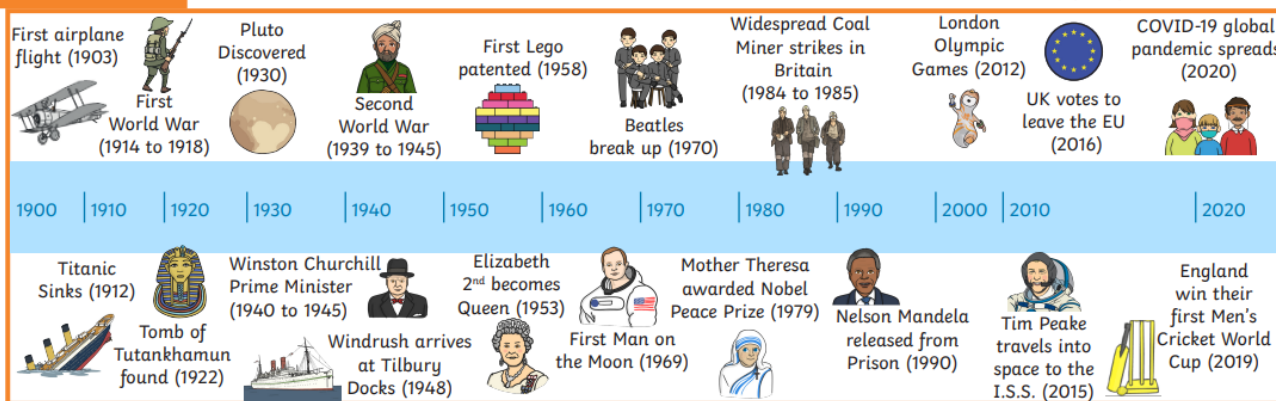 First airplane
flight (1903)
First
World War
(1914 to 1918)
Pluto
Discovered
(1930)
Second
World War
(1939 to 1945)
First Lego
patented (1958)
Beatles
break up (1970)
Widespread Coal
Miner strikes in
Britain
(1984 to 1985)
London
Olympic
Games (2012)
UK votes to
leave the EU
(2016)
COVID-19 global
pandemic spreads
(2020)
1900 1910 1920 1930 1940 1950 1960 1970 1980 1990 2000 2010 2020
Titanic
Sinks (1912)
Tomb of
Tutankhamun
found (1922)
Winston Churchill
Prime Minister
(1940 to 1945)
Windrush arrives
at Tilbury
Docks (1948)
Elizabeth
2nd becomes
Queen (1953)
First Man on
the Moon (1969)
Mother Theresa
awarded Nobel
Peace Prize (1979)
Nelson Mandela
released from
Prison (1990)
Tim Peake
travels into
space to the
I.S.S. (2015)
England
win their
first Men's
Cricket World
Cup (2019)